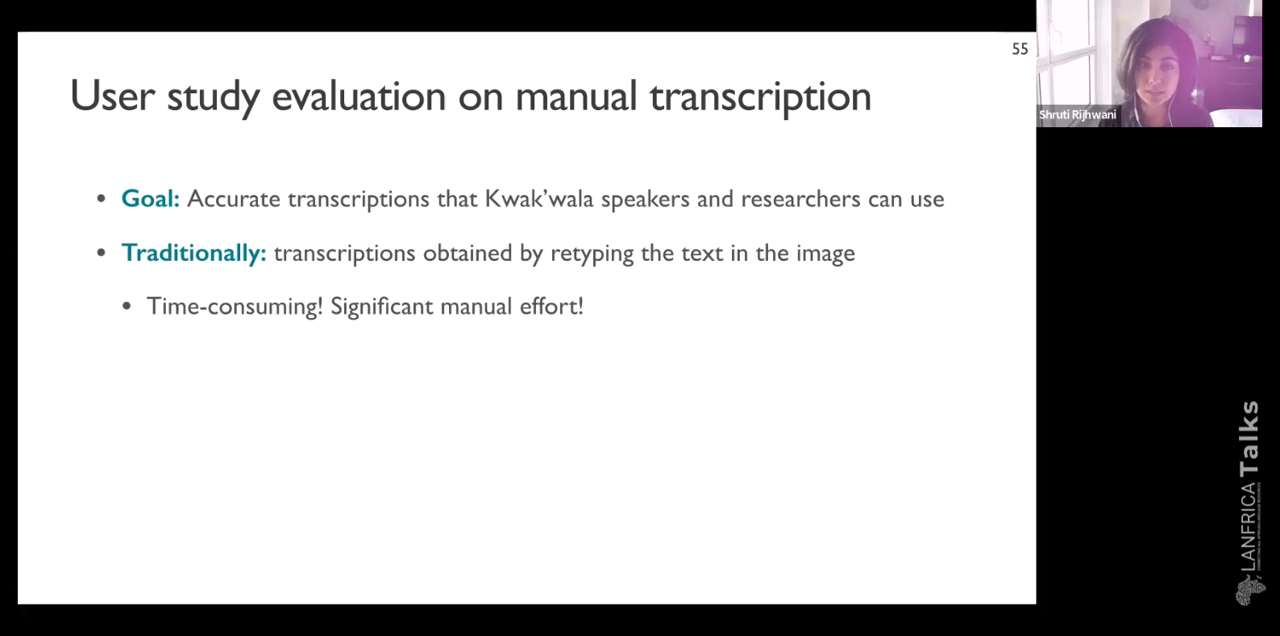 55
User study evaluation on manual transcription
• Goal: Accurate transcriptions that Kwak’wala speakers and researchers can use
• Traditionally: transcriptions obtained by retyping the text in the image
• Time-consuming! Significant manual effort!
Shruti Rijhwani
LANFRICA Talks